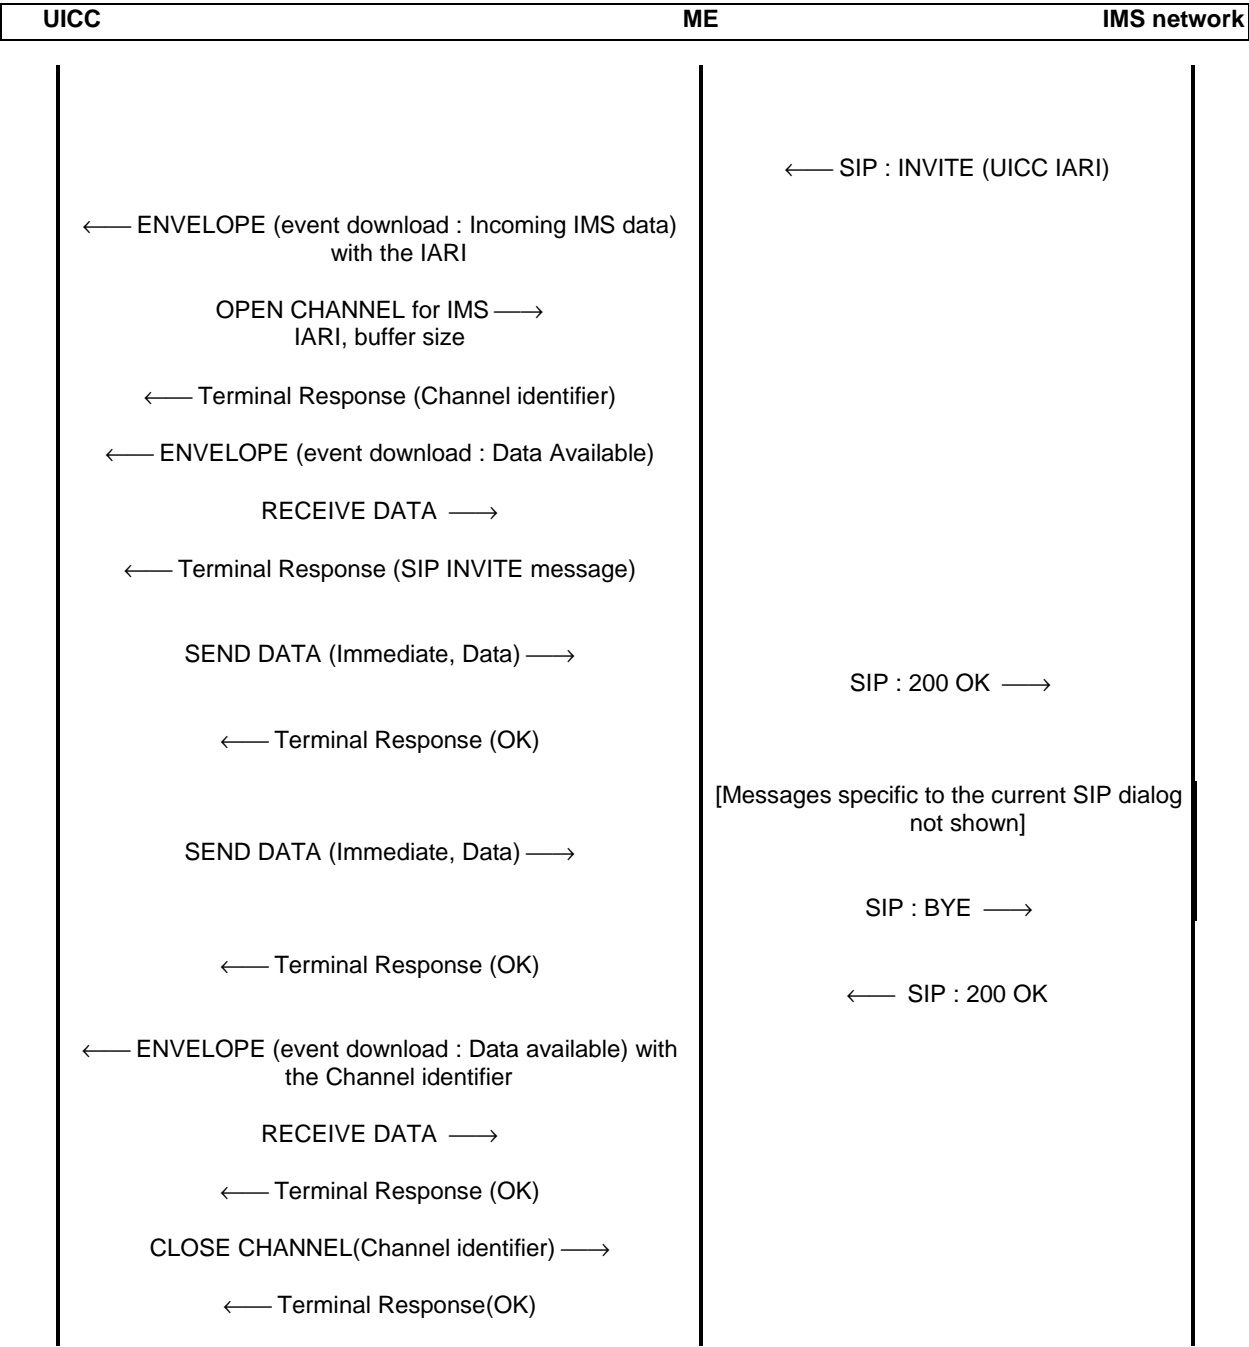 UICC ME IMS network
←── SIP : INVITE (UICC IARI)
←── ENVELOPE (event download : Incoming IMS data)
with the IARI
OPEN CHANNEL for IMS ──→
IARI, buffer size
←── Terminal Response (Channel identifier)
←── ENVELOPE (event download : Data Available)
RECEIVE DATA ──→
←── Terminal Response (SIP INVITE message)
SEND DATA (Immediate, Data) ──→
SIP : 200 OK ──→
←── Terminal Response (OK)
[Messages specific to the current SIP dialog
not shown]
SEND DATA (Immediate, Data) ──→
SIP : BYE ──→
←── Terminal Response (OK)
←── SIP : 200 OK
←── ENVELOPE (event download : Data available) with
the Channel identifier
RECEIVE DATA ──→
←── Terminal Response (OK)
CLOSE CHANNEL(Channel identifier) ──→
←── Terminal Response(OK)